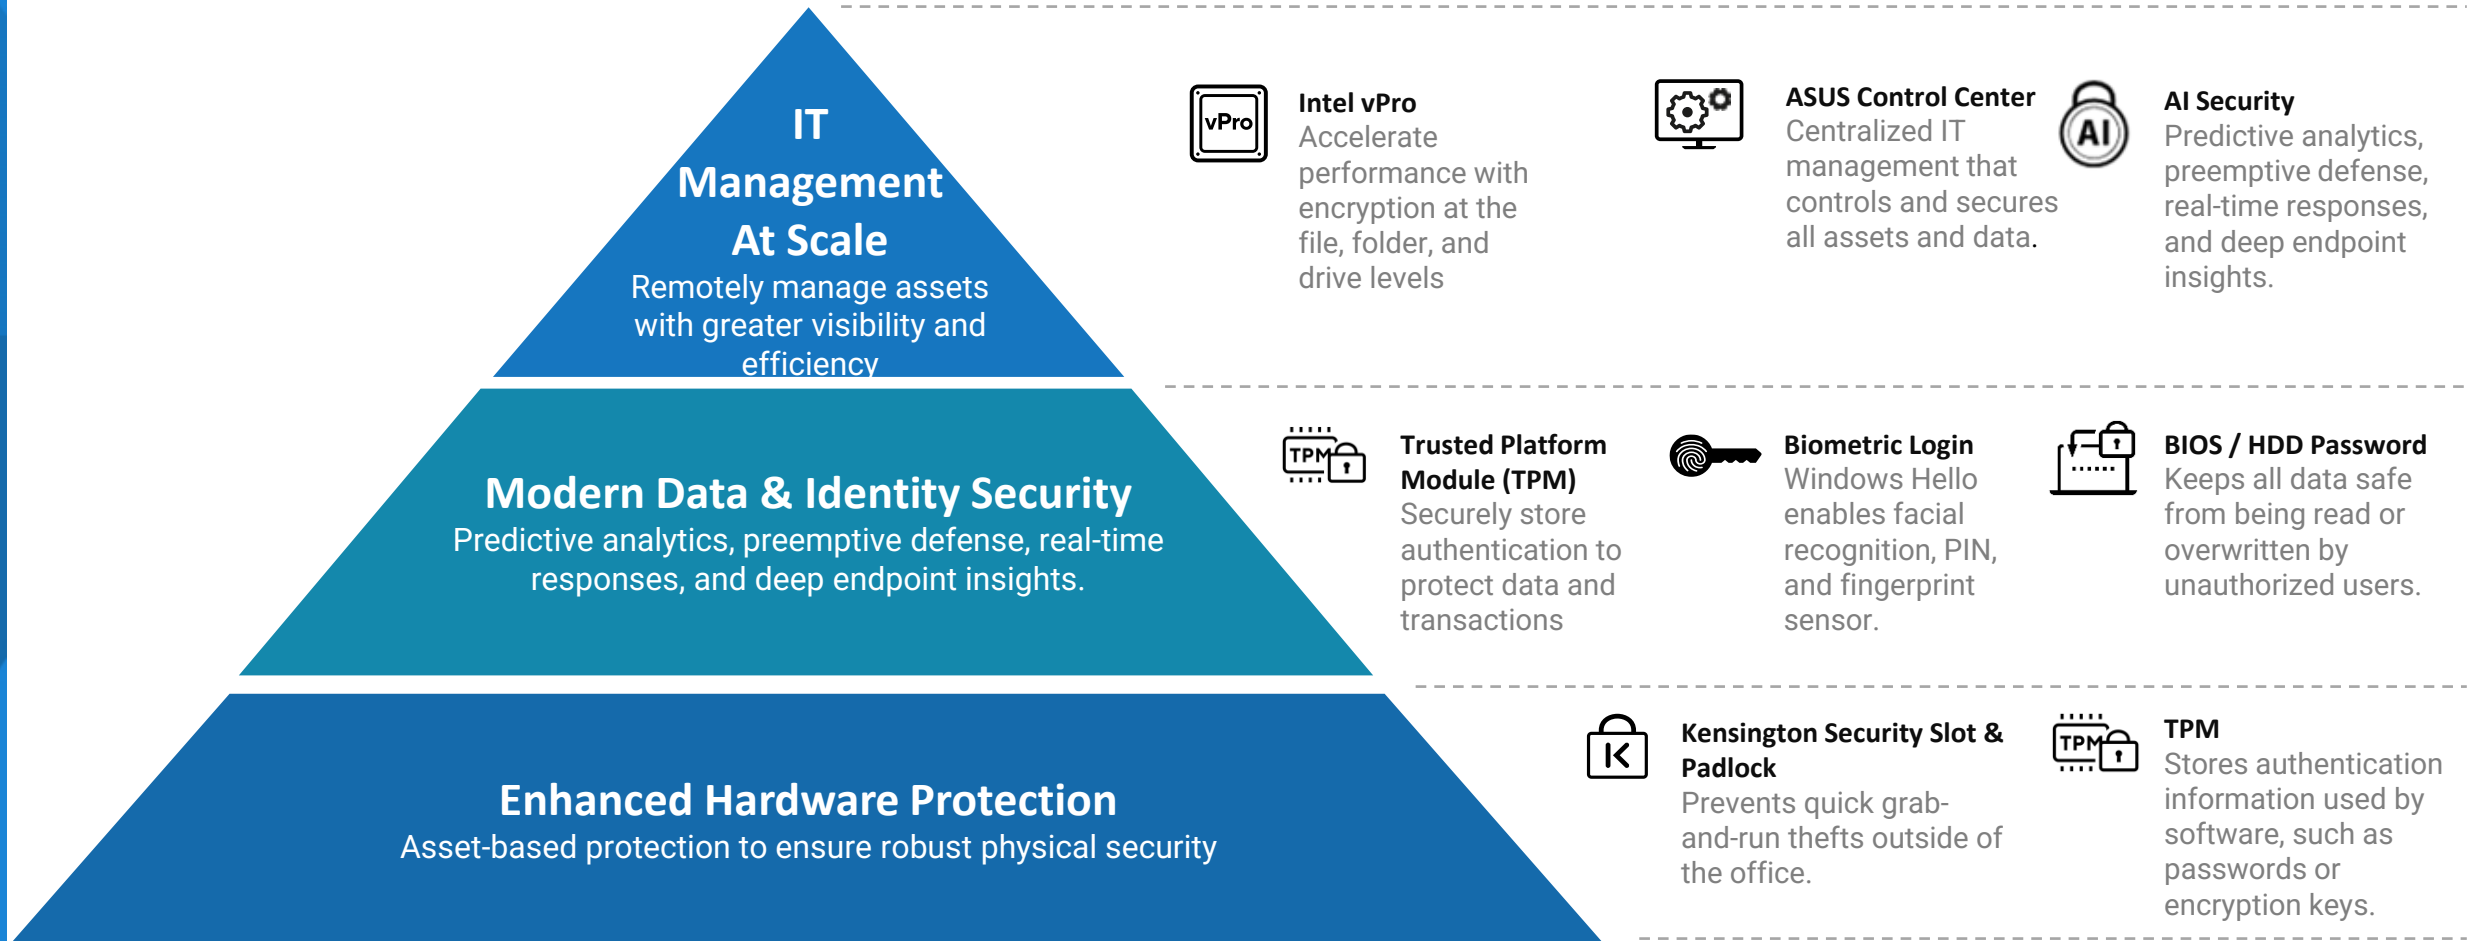 IT
Management
At Scale
Remotely manage assets
with greater visibility and
efficiency
vPro
Intel vPro
Accelerate
performance with
encryption at the
file, folder, and
drive levels
ASUS Control Center
Centralized IT
management that
controls and secures
all assets and data.
AI
AI Security
Predictive analytics,
preemptive defense,
real-time responses,
and deep endpoint
insights.
Modern Data & Identity Security
Predictive analytics, preemptive defense, real-time
responses, and deep endpoint insights.
TPM
Trusted Platform
Module (TPM)
Securely store
authentication to
protect data and
transactions
Biometric Login
Windows Hello
enables facial
recognition, PIN,
and fingerprint
sensor.
BIOS / HDD Password
Keeps all data safe
from being read or
overwritten by
unauthorized users.
Enhanced Hardware Protection
Asset-based protection to ensure robust physical security
K
Kensington Security Slot &
Padlock
Prevents quick grab-
and-run thefts outside of
the office.
TPM
TPM
Stores authentication
information used by
software, such as
passwords or
encryption keys.